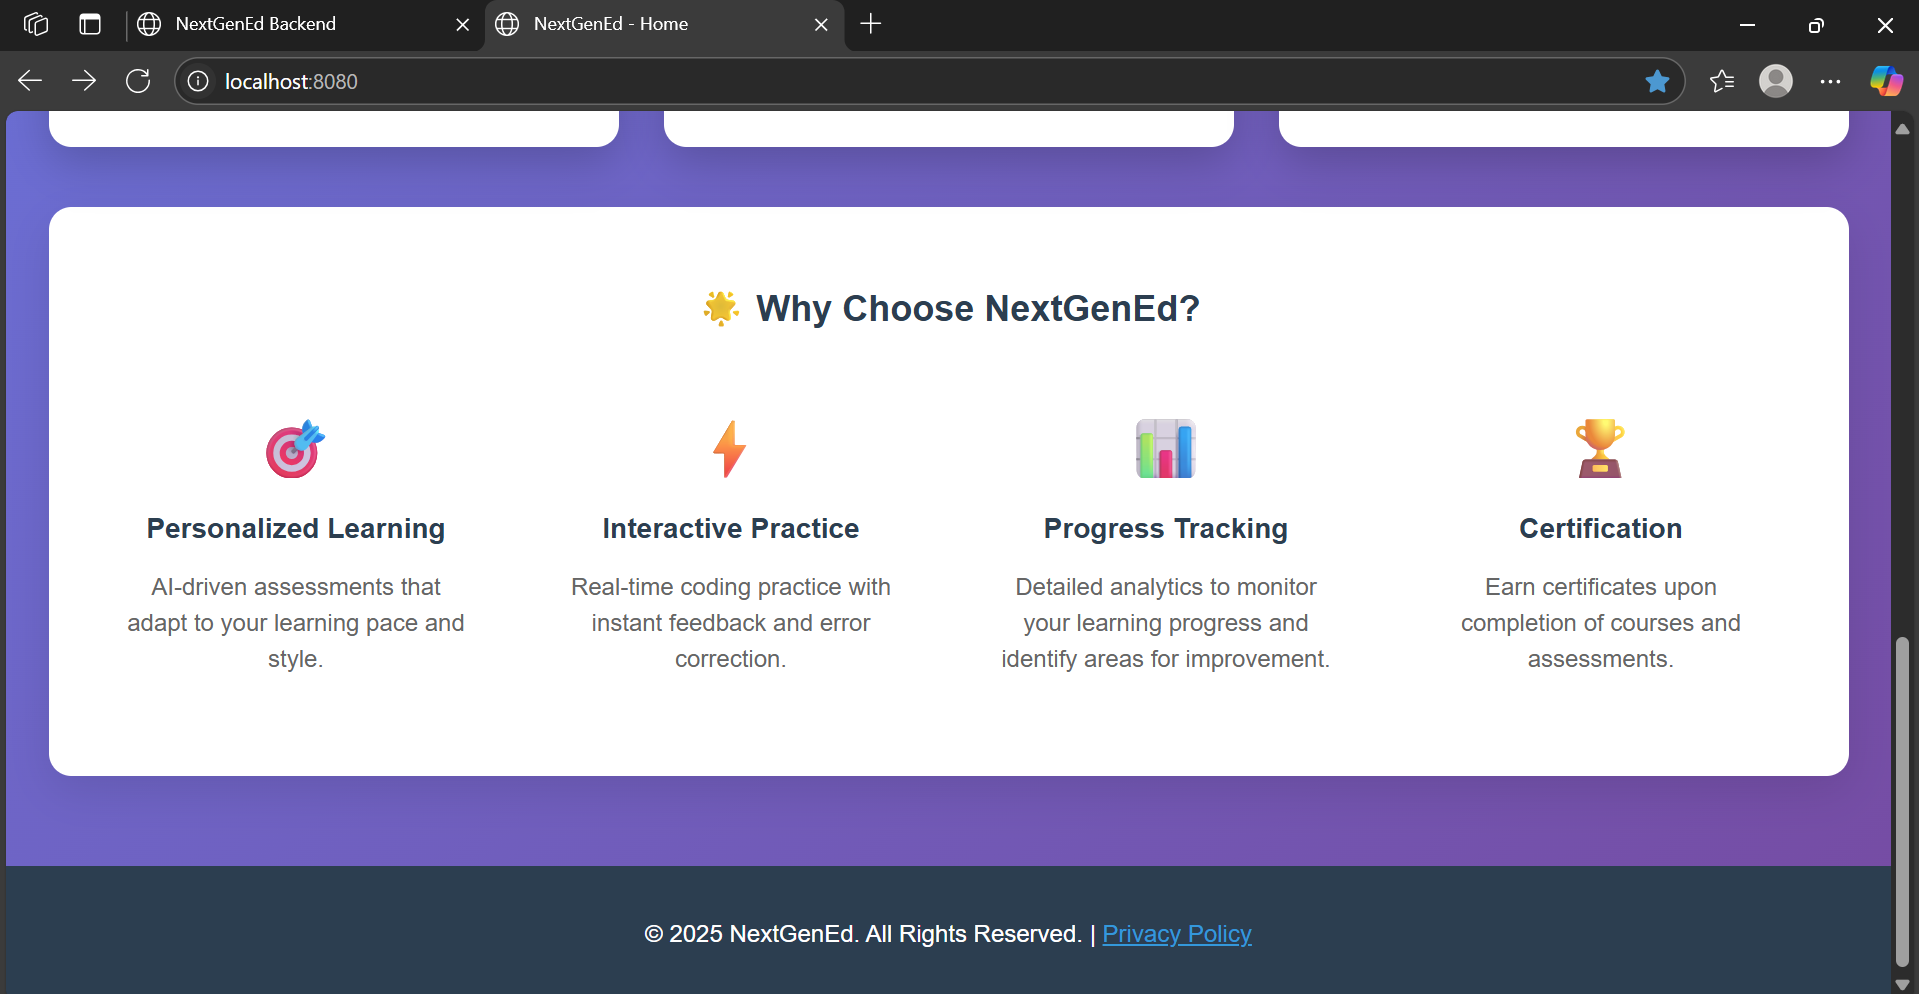 NextGenEd Backend
NextGenEd - Home
localhost:8080
Why Choose NextGenEd?
Personalized Learning
AI-driven assessments that
adapt to your learning pace and
style.
Interactive Practice
Real-time coding practice with
instant feedback and error
correction.
Progress Tracking
Detailed analytics to monitor
your learning progress and
identify areas for improvement.
Certification
Earn certificates upon
completion of courses and
assessments.
© 2025 NextGenEd. All Rights Reserved. | Privacy Policy